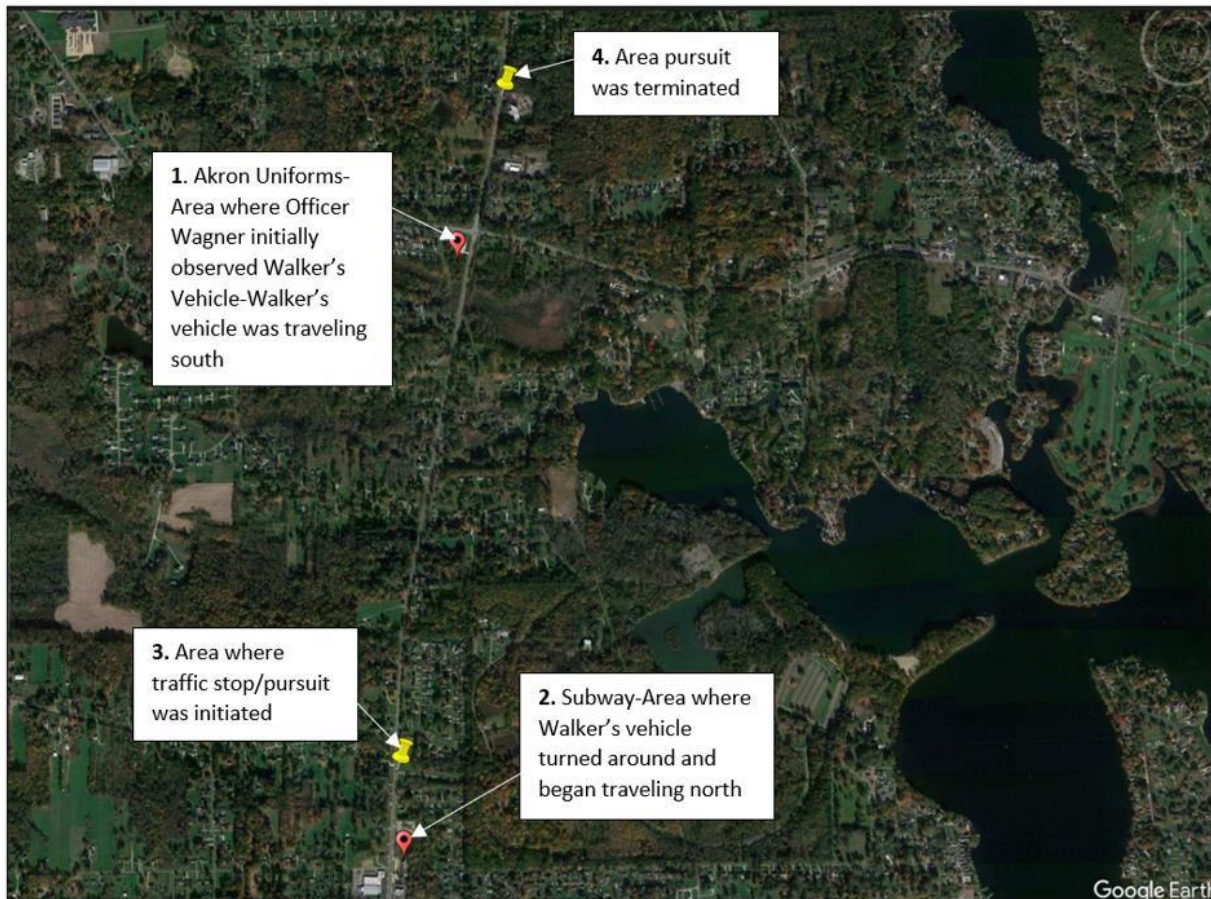 4. Area pursuit
was terminated
1. Akron Uniforms-
Area where Officer
Wagner initially
observed Walker’s
Vehicle-Walker’s
vehicle was traveling
south
3. Area where
traffic stop/pursuit
was initiated
2. Subway-Area where
Walker’s vehicle
turned around and
began traveling north
Google Earth